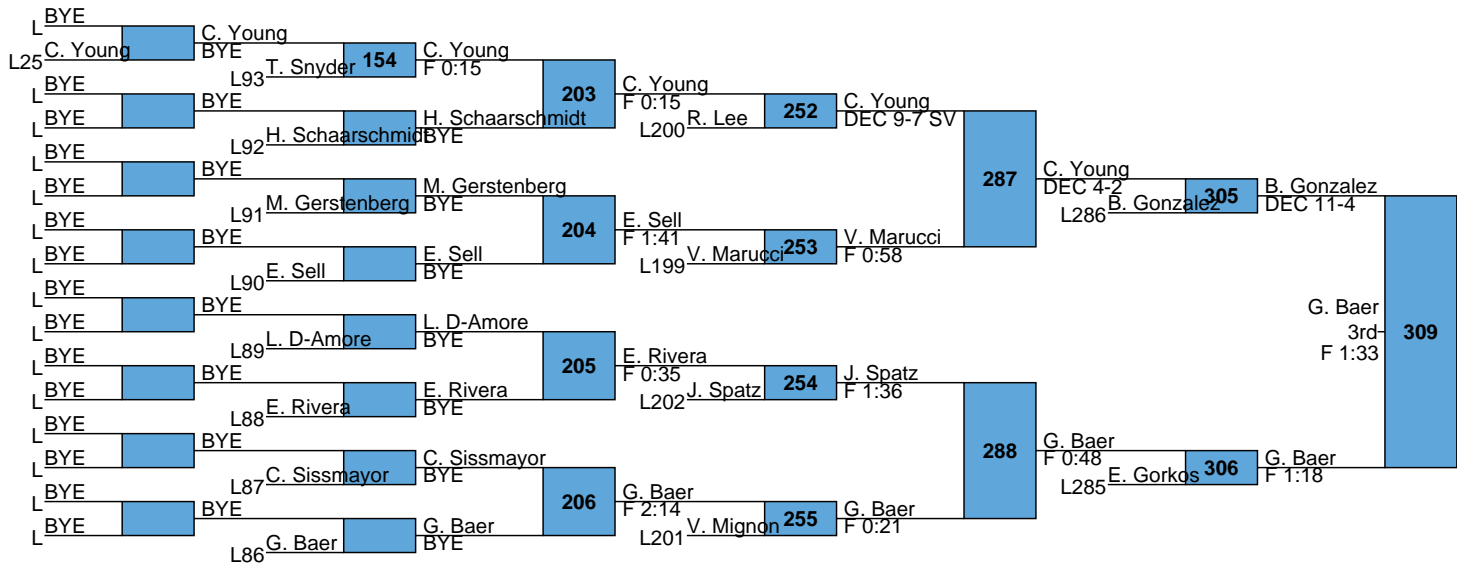 BYE
L
C. Young
L25
C. Young
BYE
T. Snyder
L93
154
C. Young
F 0:15
BYE
L
BYE
L
BYE
H. Schaarschmidt
L92
H. Schaarschmidt
BYE
203
C. Young
F 0:15
R. Lee
L200
252
C. Young
DEC 9-7 SV
BYE
L
BYE
L
BYE
M. Gerstenberg
L91
M. Gerstenberg
BYE
BYE
L
BYE
L
BYE
E. Sell
L90
E. Sell
BYE
204
E. Sell
F 1:41
V. Marucci
L199
253
V. Marucci
F 0:58
287
C. Young
DEC 4-2
B. Gonzalez
L286
305
B. Gonzalez
DEC 11-4
BYE
L
BYE
L
BYE
L. D-Amore
L89
L. D-Amore
BYE
BYE
L
BYE
L
BYE
E. Rivera
L88
E. Rivera
BYE
205
E. Rivera
F 0:35
J. Spatz
L202
254
J. Spatz
F 1:36
BYE
L
BYE
L
BYE
C. Sissmayor
L87
C. Sissmayor
BYE
BYE
L
BYE
L
BYE
G. Baer
L86
G. Baer
BYE
206
G. Baer
F 2:14
V. Mignon
L201
255
G. Baer
F 0:21
288
G. Baer
F 0:48
E. Gorkos
L285
306
G. Baer
F 1:18
G. Baer
3rd
F 1:33
309